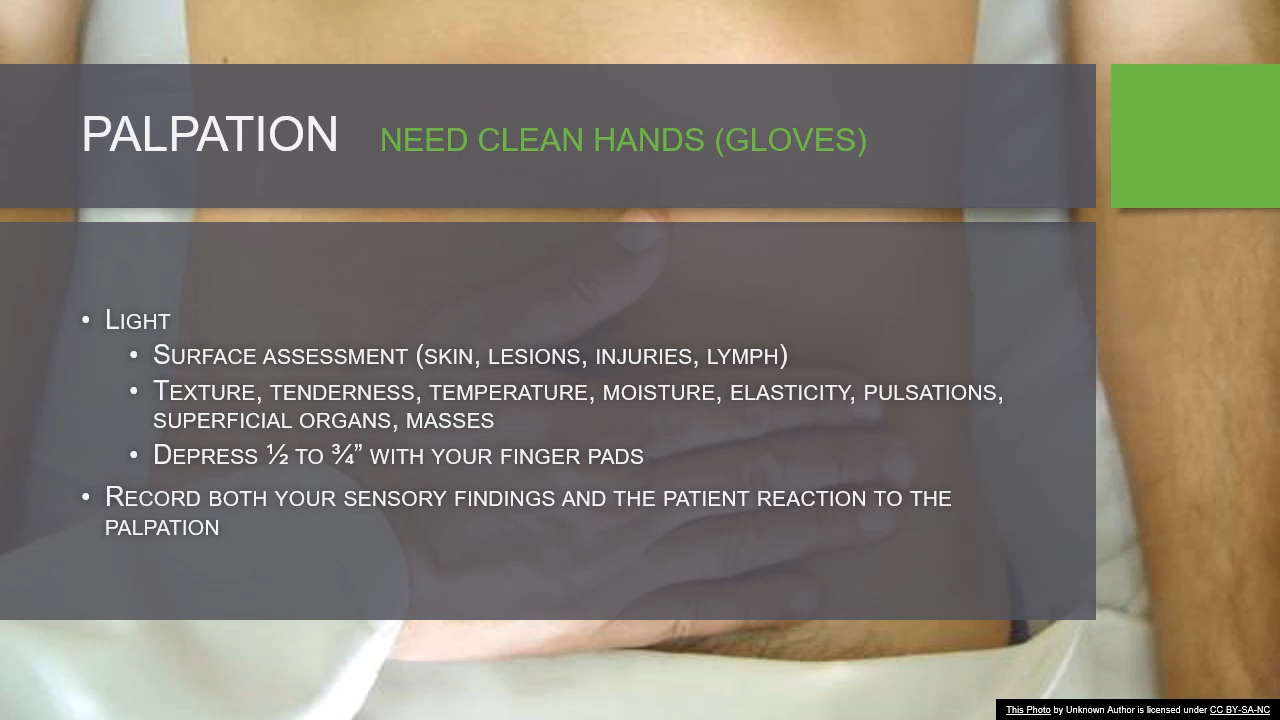 PALPATION NEED CLEAN HANDS (GLOVES)
• LIGHT
• SURFACE ASSESSMENT (SKIN, LESIONS, INJURIES, LYMPH)
• TEXTURE, TENDERNESS, TEMPERATURE, MOISTURE, ELASTICITY, PULSATIONS,
SUPERFICIAL ORGANS, MASSES
• DEPRESS ½ TO ¾” WITH YOUR FINGER PADS
• RECORD BOTH YOUR SENSORY FINDINGS AND THE PATIENT REACTION TO THE
PALPATION
This Photo by Unknown Author is licensed under CC BY-SA-NC